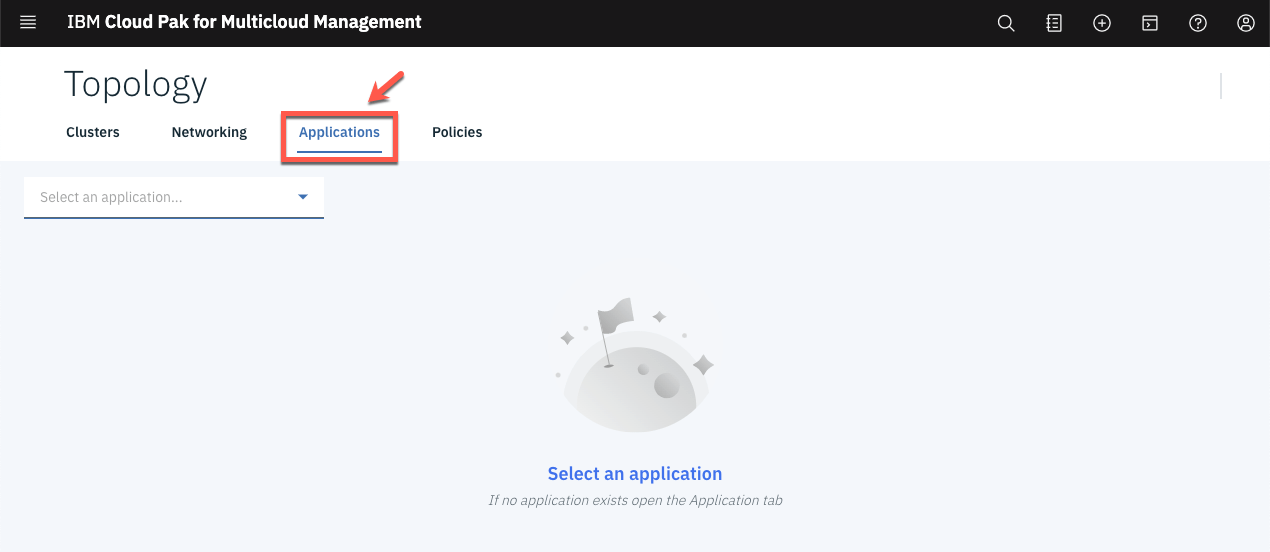 IBM Cloud Pak for Multicloud Management
Topology
Clusters Networking Applications Policies
Select an application...
Select an application
If no application exists open the Application tab